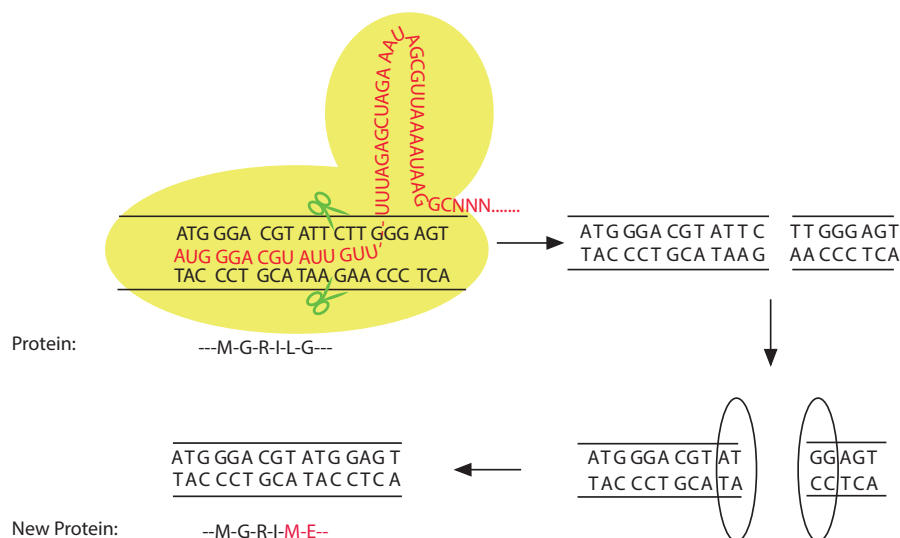 UUUAGAGCUAGA AAU
AGCGUUAAAAUAAG
GCNNN.......
ATG GGA CGT ATT CTT GGG AGT
AUG GGA CGU AUU GUU
TAC CCT GCA TAA GAA CCC TCA
ATG GGA CGT ATT C TT GGG AGT
TAC CCT GCA TAA G AA CCC TCA
Protein: ---M-G-R-I-L-G---
ATG GGA CGT AT GG AGT
TAC CCT GCA TA CC TCA
ATG GGA CGT ATG GAG T
TAC CCT GCA TAC CTC A
New Protein: --M-G-R-I-M-E--